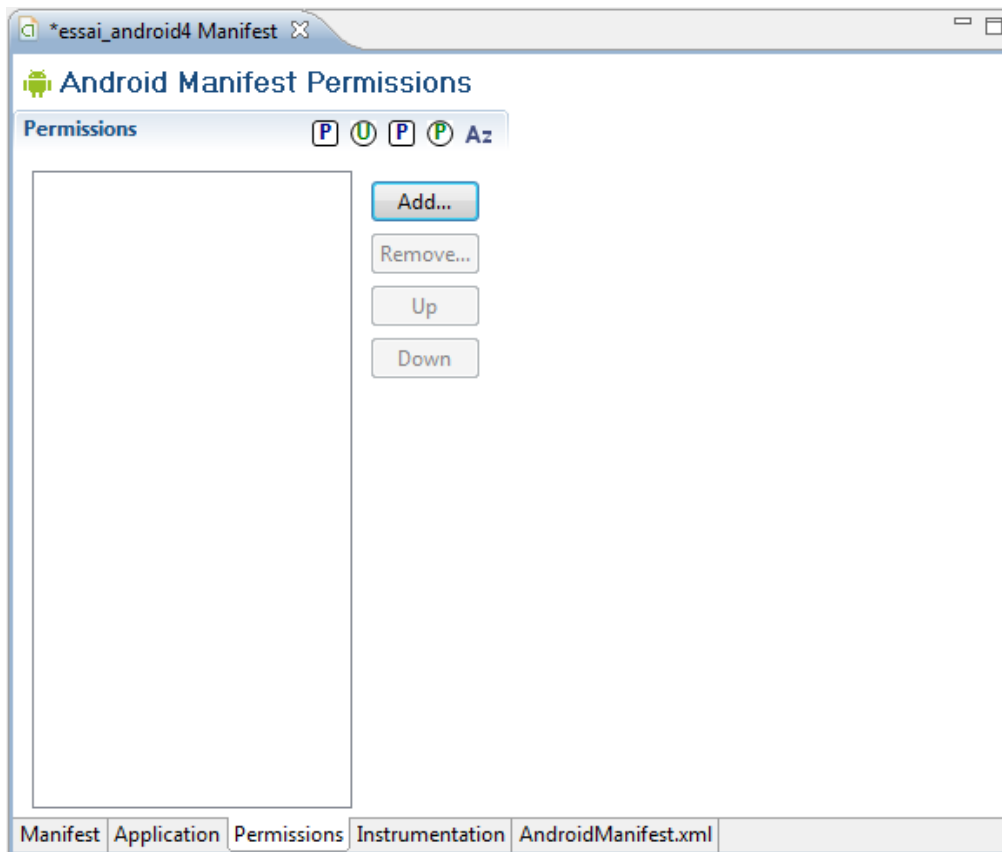 *essai_android4 Manifest
Android Manifest Permissions
Permissions P U P P Az
Add...
Remove...
Up
Down
Manifest Application Permissions Instrumentation AndroidManifest.xml